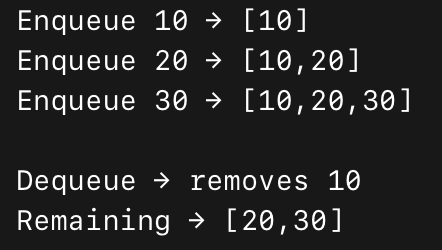 Enqueue 10 → [10]
Enqueue 20 → [10,20]
Enqueue 30 → [10,20,30]
Dequeue → removes 10
Remaining → [20,30]